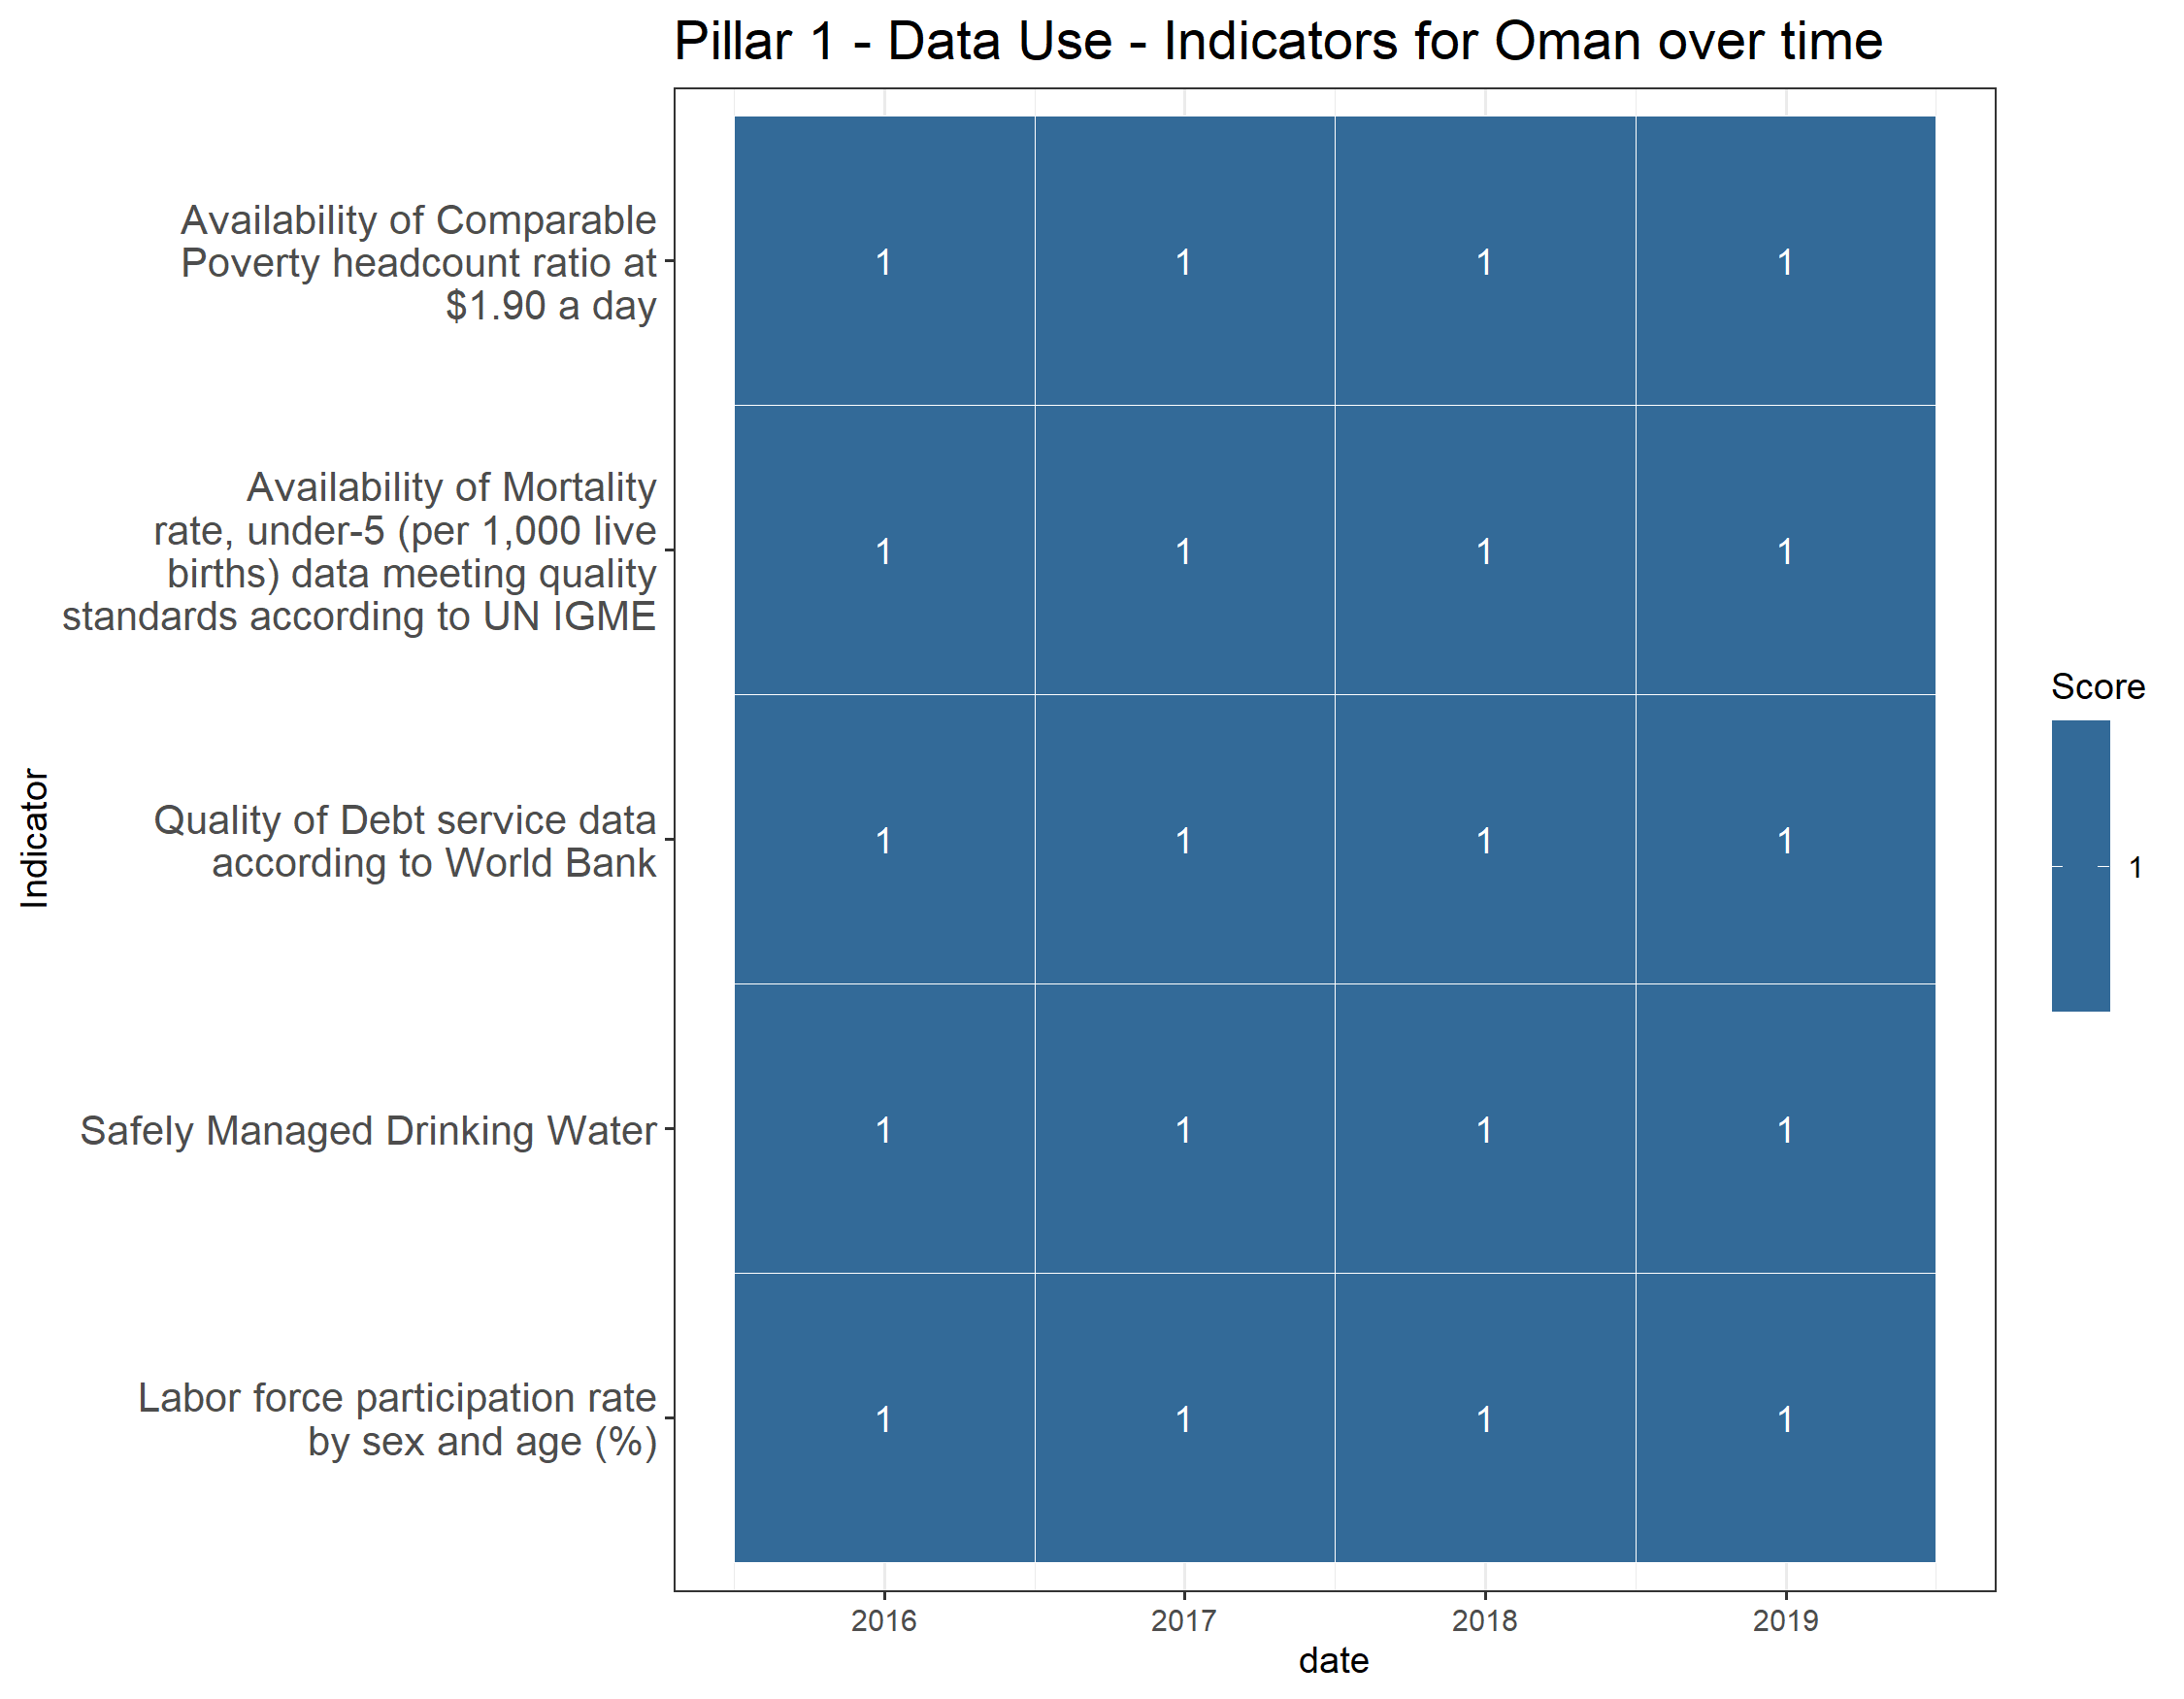 Pillar 1 - Data Use - Indicators for Oman over time
Indicator
Availability of Comparable
Poverty headcount ratio at
$1.90 a day
1 1 1 1
Availability of Mortality
rate, under-5 (per 1,000 live
births) data meeting quality
standards according to UN IGME
1 1 1 1
Quality of Debt service data
according to World Bank
1 1 1 1
Safely Managed Drinking Water
1 1 1 1
Labor force participation rate
by sex and age (%)
1 1 1 1
2016 2017 2018 2019
date
Score
1